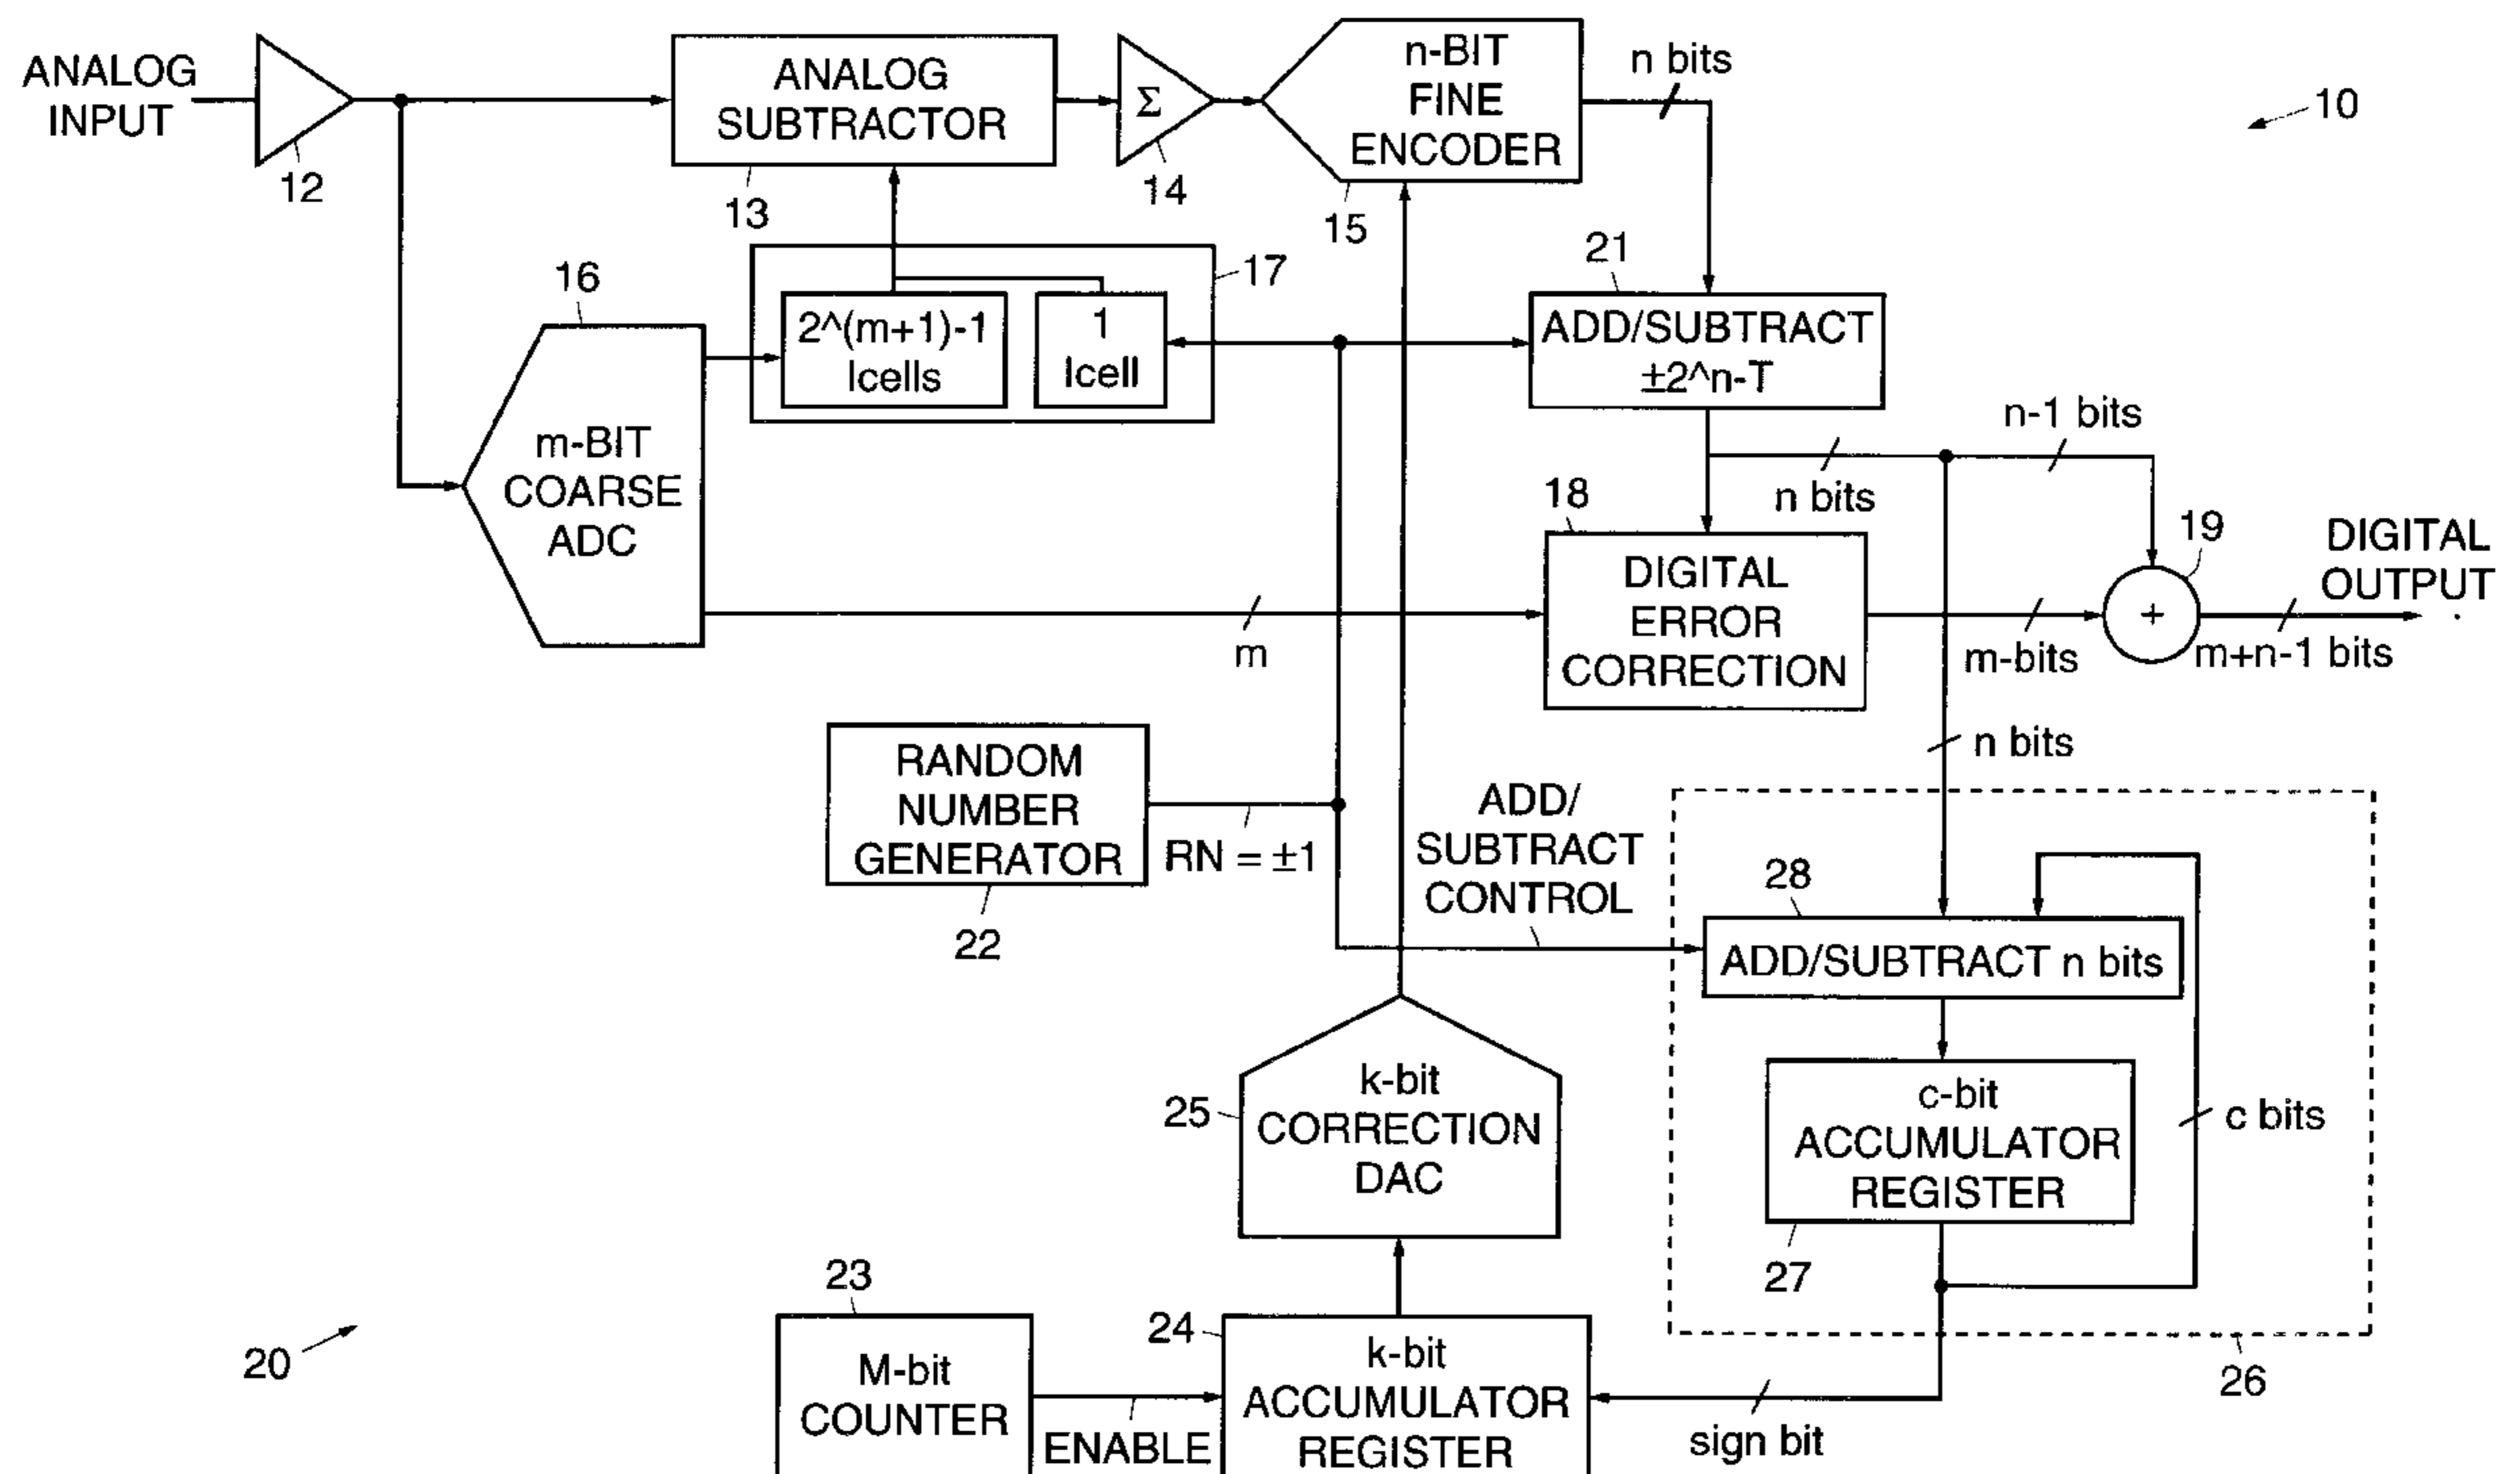 ANALOG
INPUT
12
ANALOG
SUBTRACTOR
13
Σ
14
n-BIT
FINE
ENCODER
15
n bits
10
16
m-BIT
COARSE
ADC
2^(m+1)-1
Icells
1
Icell
17
21
ADD/SUBTRACT
±2^n-T
n bits
n-1 bits
18
DIGITAL
ERROR
CORRECTION
m
m-bits
19
+
DIGITAL
OUTPUT
m+n-1 bits
n bits
RANDOM
NUMBER
GENERATOR
22
RN = ±1
ADD/
SUBTRACT
CONTROL
28
ADD/SUBTRACT n bits
c-bit
ACCUMULATOR
REGISTER
27
c bits
26
k-bit
CORRECTION
DAC
25
20
23
M-bit
COUNTER
ENABLE
24
k-bit
ACCUMULATOR
REGISTER
sign bit